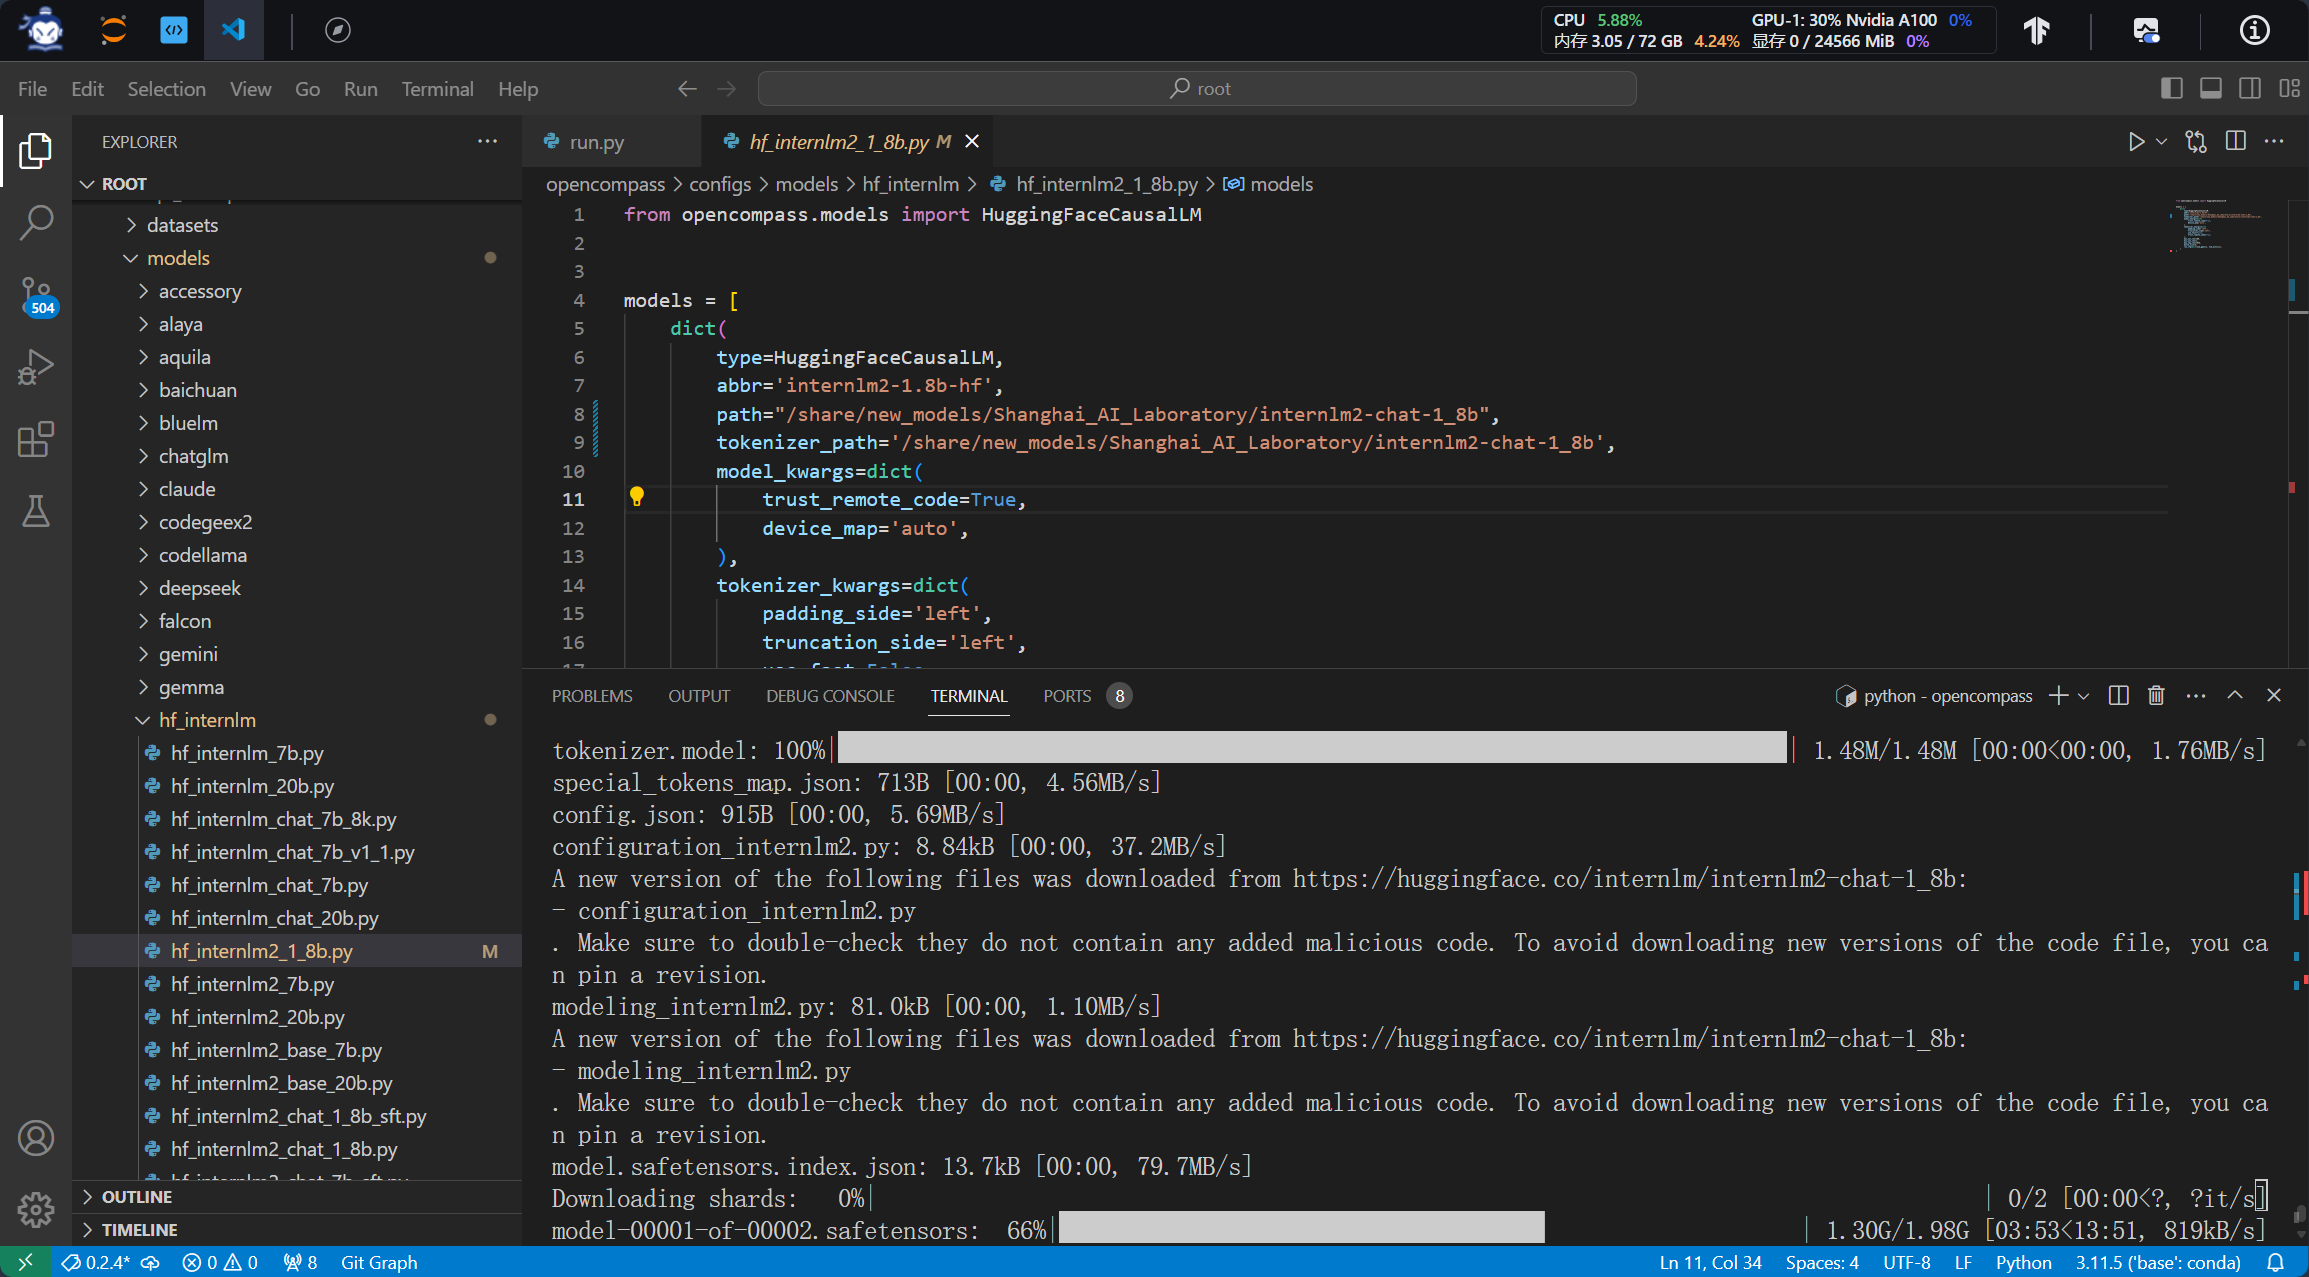 CPU 5.88% GPU-1: 30% Nvidia A100 0%
内存 3.05 / 72 GB 4.24% 显存 0 / 24566 MiB 0%
File Edit Selection View Go Run Terminal Help
root
EXPLORER
ROOT
datasets
models
accessory
alaya
aquila
baichuan
bluelm
chatglm
claude
codegeex2
codellama
deepseek
falcon
gemini
gemma
hf_internlm
hf_internlm_7b.py
hf_internlm_20b.py
hf_internlm_chat_7b_8k.py
hf_internlm_chat_7b_v1_1.py
hf_internlm_chat_7b.py
hf_internlm_chat_20b.py
hf_internlm2_1_8b.py M
hf_internlm2_7b.py
hf_internlm2_20b.py
hf_internlm2_base_7b.py
hf_internlm2_base_20b.py
hf_internlm2_chat_1_8b_sft.py
hf_internlm2_chat_1_8b.py
OUTLINE
TIMELINE
504
run.py hf_internlm2_1_8b.py M
opencompass > configs > models > hf_internlm > hf_internlm2_1_8b.py > models
1 from opencompass.models import HuggingFaceCausalLM
2
3
4 models = [
5 dict(
6 type=HuggingFaceCausalLM,
7 abbr='internlm2-1.8b-hf',
8 path="/share/new_models/Shanghai_AI_Laboratory/internlm2-chat-1_8b",
9 tokenizer_path='/share/new_models/Shanghai_AI_Laboratory/internlm2-chat-1_8b',
10 model_kwargs=dict(
11 trust_remote_code=True,
12 device_map='auto',
13 ),
14 tokenizer_kwargs=dict(
15 padding_side='left',
16 truncation_side='left',
PROBLEMS OUTPUT DEBUG CONSOLE TERMINAL PORTS 8
python - opencompass
tokenizer.model: 100%| | 1.48M/1.48M [00:00<00:00, 1.76MB/s]
special_tokens_map.json: 713B [00:00, 4.56MB/s]
config.json: 915B [00:00, 5.69MB/s]
configuration_internlm2.py: 8.84kB [00:00, 37.2MB/s]
A new version of the following files was downloaded from https://huggingface.co/internlm/internlm2-chat-1_8b:
- configuration_internlm2.py
. Make sure to double-check they do not contain any added malicious code. To avoid downloading new versions of the code file, you ca
n pin a revision.
modeling_internlm2.py: 81.0kB [00:00, 1.10MB/s]
A new version of the following files was downloaded from https://huggingface.co/internlm/internlm2-chat-1_8b:
- modeling_internlm2.py
. Make sure to double-check they do not contain any added malicious code. To avoid downloading new versions of the code file, you ca
n pin a revision.
model.safetensors.index.json: 13.7kB [00:00, 79.7MB/s]
Downloading shards: 0%| | 0/2 [00:00<?, ?it/s]
model-00001-of-00002.safetensors: 66%| | 1.30G/1.98G [03:53<13:51, 819kB/s]
0.2.4* 0 0 8 Git Graph Ln 11, Col 34 Spaces: 4 UTF-8 LF Python 3.11.5 ('base': conda)